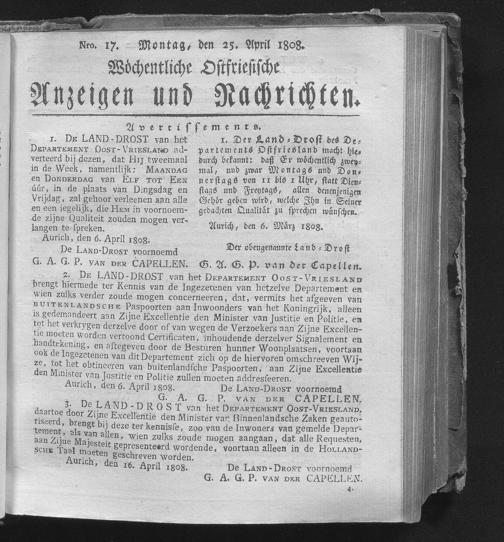 Nro. 17. Montag, den 25. April 1808.
Wöchentliche Ostfriesische
Anzeigen und Nachrichten.
Avertissements.
1. DE LAND-DROST van het
DEPARTEMENT OOST-VRIESLAND ad-
verteerd bij dezen, dat HIJ tweemaal
in de Week, namentlijk: MAANDAG
en DONDERDAG van ELF TOT EEN
úúr, in de plaats van Dingsdag en
Vrijdag, zal gehoor verleenen aan alle
en een iegelijk, die HEM in voornoem-
de zijne Qualiteit zouden mogen ver-
langen te spreken.
Aurich, den 6. April 1808.
De LAND-DROST voornoemd
G. A. G. P. VAN DER CAPELLEN.
1. Der Land-Drost des De-
partements Ostfriesland macht hie-
durch bekannt: daß Er wöchentlich zwey-
mal, und zwar Montags und Don-
nerstags von 11 bis 1 Uhr, statt Dien-
stags und Freytags, allen denenjenigen
Gehör geben wird, welche Ihn in Seiner
gedachten Qualität zu sprechen wünschen.
Aurich, den 6. März 1808.
Der obengenannte Land-Drost
G. A. G. P. van der Capellen.
2. DE LAND-DROST van het DEPARTEMENT OOST-VRIESLAND
brengt hiermede ter Kennis van de Ingezetenen van hetzelve Departement en
wien zulks verder zoude mogen concerneeren, dat, vermits het afgeeven van
BUITENLANDSCHE Paspoorten aan Inwoonders van het Koningrijk, alleen
is gedemandeert aan Zijne Excellentie den Minister van Justitie en Politie, en
tot het verkrygen derzelve door of van wegen de Verzoekers aan Zijne Excellen-
tie moeten worden vertoond Certificaten, inhoudende derzelver Signalement en
handtekening, en afgegeven door de Besturen hunner Woonplaatsen, voortaan
ook de Ingezetenen van dit Departement zich op de hiervoren omschreven Wij-
ze, tot het obtineeren van buitenlandsche Paspoorten, aan Zijne Excellentie
den Minister van Justitie en Politie zullen moeten addresseeren.
Aurich, den 6. April 1808. De LAND-DROST voornoemd
G. A. G. P. VAN DER CAPELLEN.
3. DE LAND-DROST van het DEPARTEMENT OOST-VRIESLAND,
daartoe door Zijne Excellentie den Minister van Binnenlandsche Zaken geauto-
tiseerd, brengt bij deze ter kennisse, zoo van de Inwoners van gemelde Depar-
tement, als van allen, wien zulks zoude mogen aangaan, dat alle Requesten,
aan Zijne Majesteit gepresenteerd wordende, voortaan alleen in de HOLLAND-
SCHE Taal moeten geschreven worden.
Aurich, den 16. April 1808. De LAND-DROST voornoemd
G. A. G. P. VAN DER CAPELLEN.